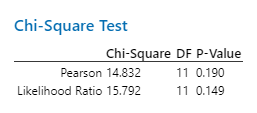 Chi-Square Test
Chi-Square DF P-Value
Pearson 14.832 11 0.190
Likelihood Ratio 15.792 11 0.149